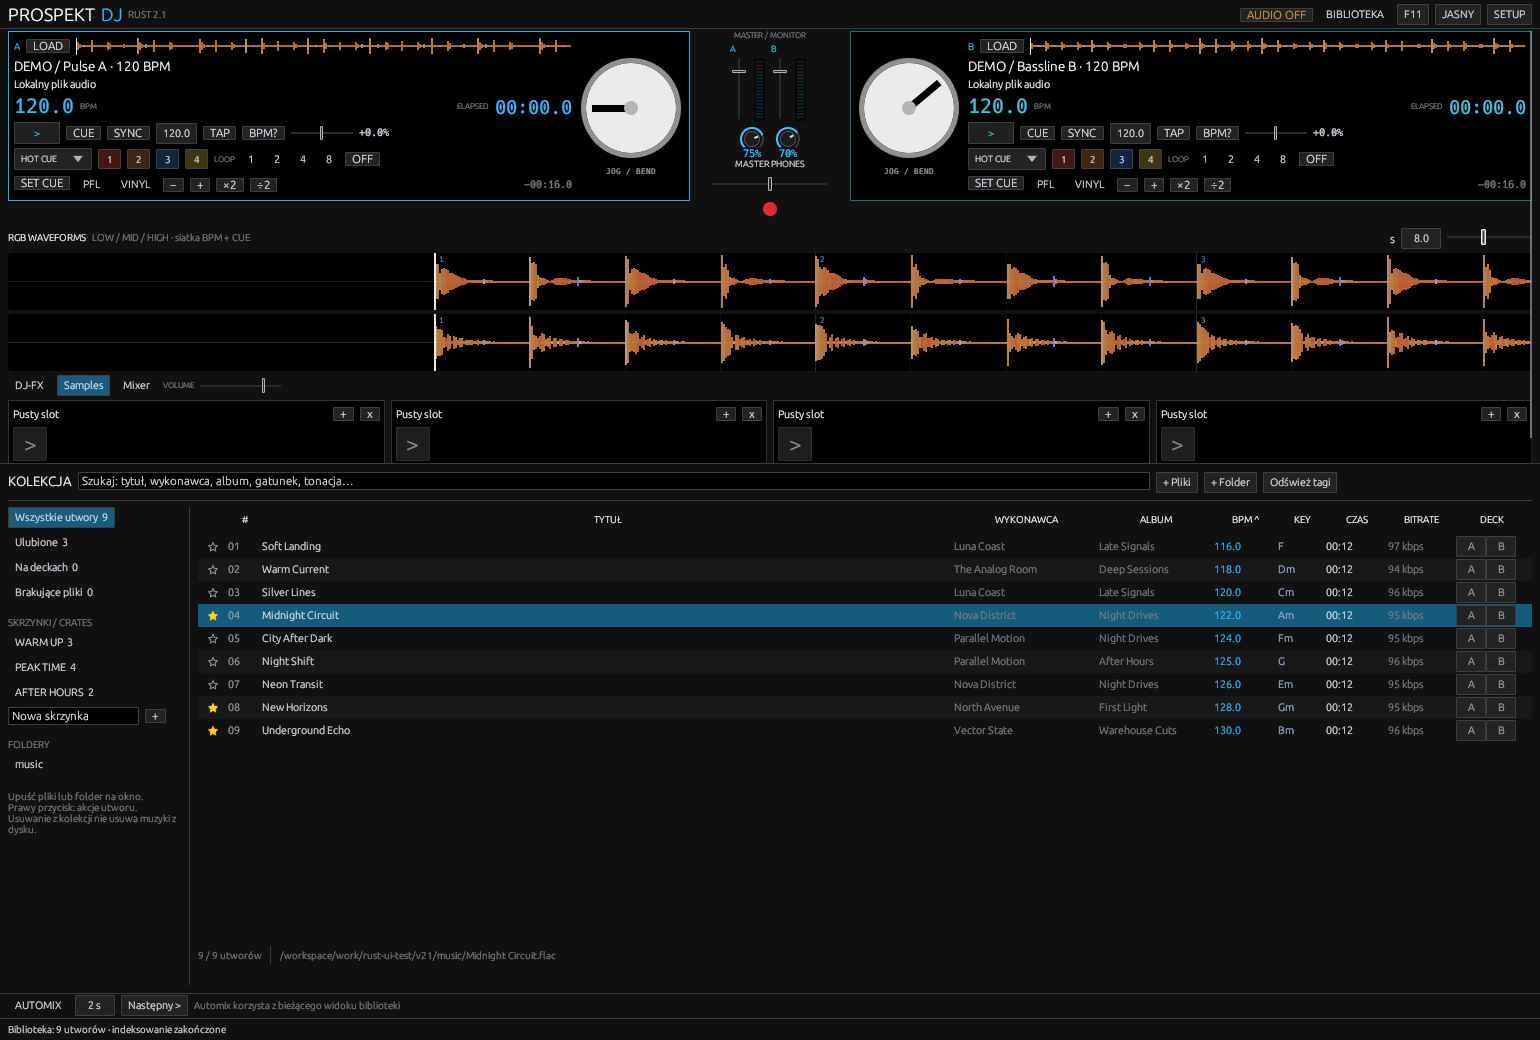 PROSPEKT DJ RUST 2.1 AUDIO OFF BIBLIOTEKA F11 JASNY SETUP
A LOAD
DEMO / Pulse A · 120 BPM
Lokalny plik audio
120.0 BPM ELAPSED 00:00.0
> CUE SYNC 120.0 TAP BPM? +0.0%
HOT CUE 1 2 3 4 LOOP 1 2 4 8 OFF
SET CUE PFL VINYL − + ×2 ÷2 −00:16.0
JOG / BEND
MASTER / MONITOR
A B
75% 70%
MASTER PHONES
B LOAD
DEMO / Bassline B · 120 BPM
Lokalny plik audio
120.0 BPM ELAPSED 00:00.0
> CUE SYNC 120.0 TAP BPM? +0.0%
HOT CUE 1 2 3 4 LOOP 1 2 4 8 OFF
SET CUE PFL VINYL − + ×2 ÷2 −00:16.0
JOG / BEND
RGB WAVEFORMS LOW / MID / HIGH · siatka BPM + CUE s 8.0
1 2 3
1 2 3
DJ-FX Samples Mixer VOLUME
Pusty slot + x Pusty slot + x Pusty slot + x Pusty slot + x
> > > >
KOLEKCJA Szukaj: tytuł, wykonawca, album, gatunek, tonacja... + Pliki + Folder Odśwież tagi
Wszystkie utwory 9
Ulubione 3
Na deckach 0
Brakujące pliki 0
SKRZYNKI / CRATES
WARM UP 3
PEAK TIME 4
AFTER HOURS 2
Nowa skrzynka +
FOLDERY
music
Upuść pliki lub folder na okno.
Prawy przycisk: akcje utworu.
Usuwanie z kolekcji nie usuwa muzyki z
dysku.
# TYTUŁ WYKONAWCA ALBUM BPM ^ KEY CZAS BITRATE DECK
☆ 01 Soft Landing Luna Coast Late Signals 116.0 F 00:12 97 kbps A B
☆ 02 Warm Current The Analog Room Deep Sessions 118.0 Dm 00:12 94 kbps A B
☆ 03 Silver Lines Luna Coast Late Signals 120.0 Cm 00:12 96 kbps A B
★ 04 Midnight Circuit Nova District Night Drives 122.0 Am 00:12 95 kbps A B
☆ 05 City After Dark Parallel Motion Night Drives 124.0 Fm 00:12 95 kbps A B
☆ 06 Night Shift Parallel Motion After Hours 125.0 G 00:12 96 kbps A B
☆ 07 Neon Transit Nova District Night Drives 126.0 Em 00:12 95 kbps A B
★ 08 New Horizons North Avenue First Light 128.0 Gm 00:12 95 kbps A B
★ 09 Underground Echo Vector State Warehouse Cuts 130.0 Bm 00:12 96 kbps A B
9 / 9 utworów /workspace/work/rust-ui-test/v21/music/Midnight Circuit.flac
AUTOMIX 2 s Następny > Automix korzysta z bieżącego widoku biblioteki
Biblioteka: 9 utworów · indeksowanie zakończone